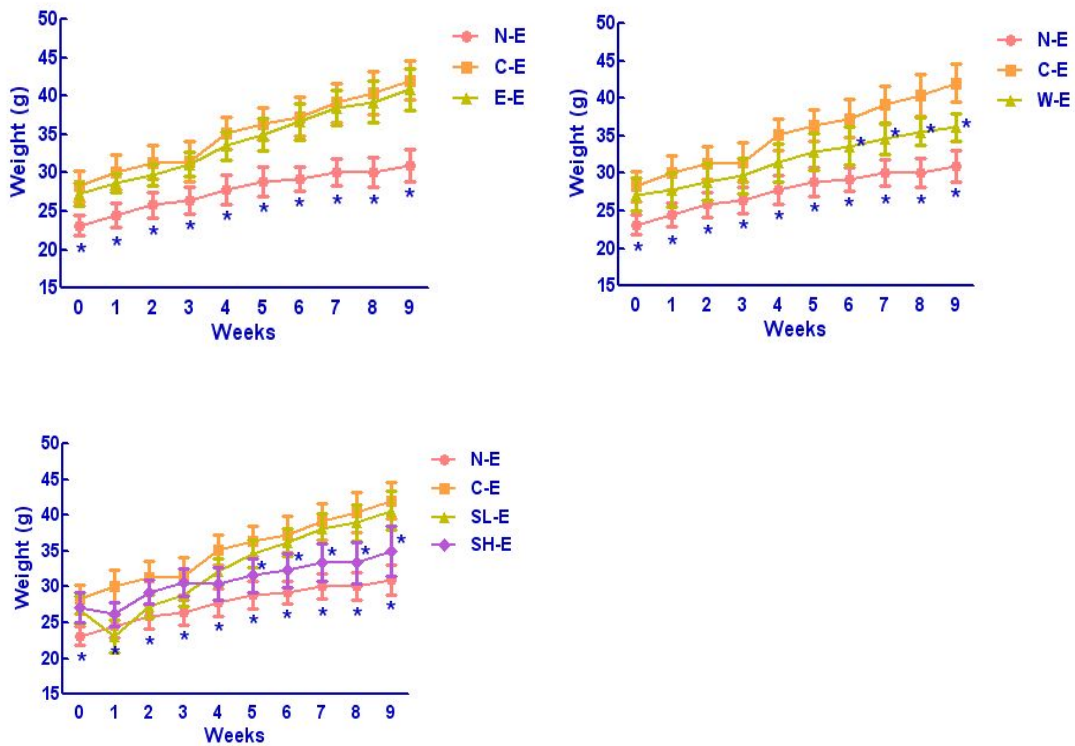 50
45
40
35
30
25
20
15
Weight (g)
0 1 2 3 4 5 6 7 8 9
Weeks
N-E
C-E
E-E
* * * * * * * * * *
50
45
40
35
30
25
20
15
Weight (g)
0 1 2 3 4 5 6 7 8 9
Weeks
N-E
C-E
W-E
* * * *
* * * * * * * * * *
50
45
40
35
30
25
20
15
Weight (g)
0 1 2 3 4 5 6 7 8 9
Weeks
N-E
C-E
SL-E
SH-E
* * * * *
* * * * * * * * * *